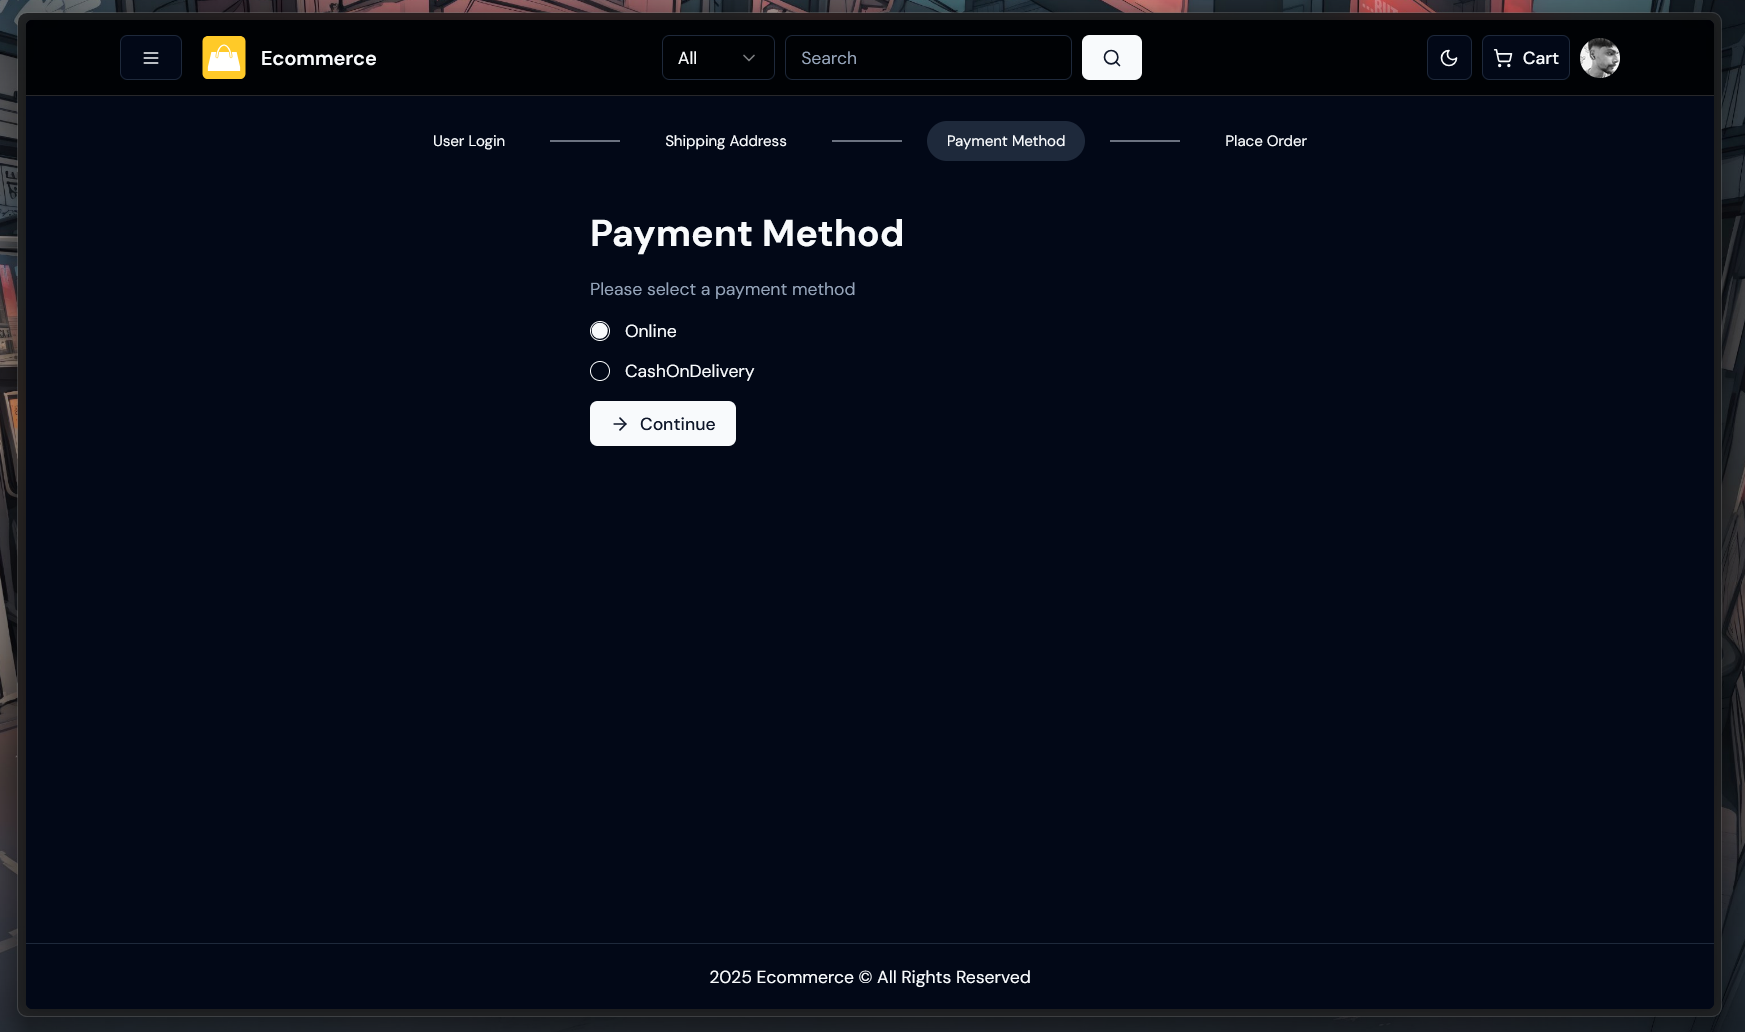 Ecommerce
All
Search
Cart
User Login
Shipping Address
Payment Method
Place Order
Payment Method
Please select a payment method
Online
CashOnDelivery
Continue
2025 Ecommerce © All Rights Reserved